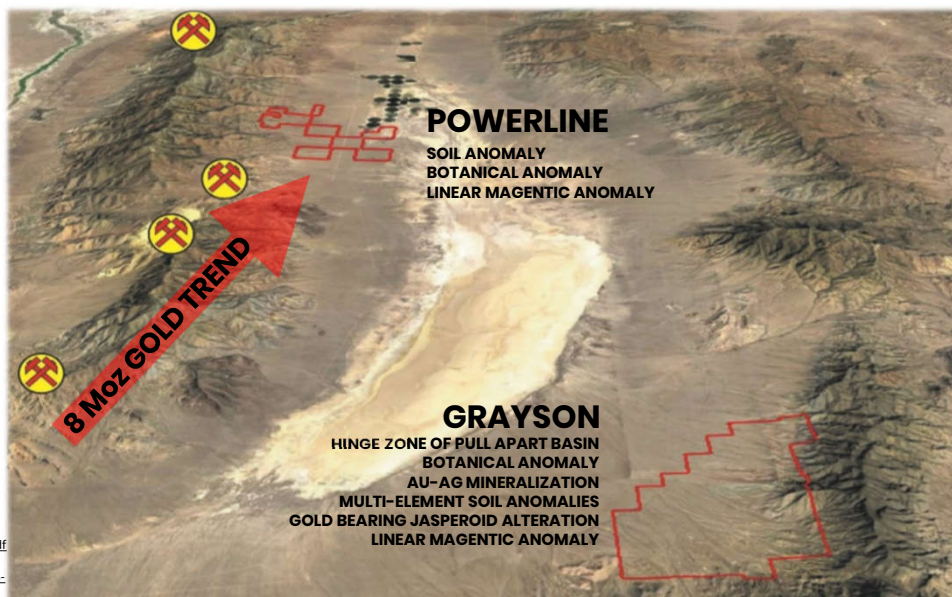 POWERLINE
SOIL ANOMALY
BOTANICAL ANOMALY
LINEAR MAGENTIC ANOMALY
8 Moz GOLD TREND
GRAYSON
HINGE ZONE OF PULL APART BASIN
BOTANICAL ANOMALY
AU-AG MINERALIZATION
MULTI-ELEMENT SOIL ANOMALIES
GOLD BEARING JASPEROID ALTERATION
LINEAR MAGENTIC ANOMALY